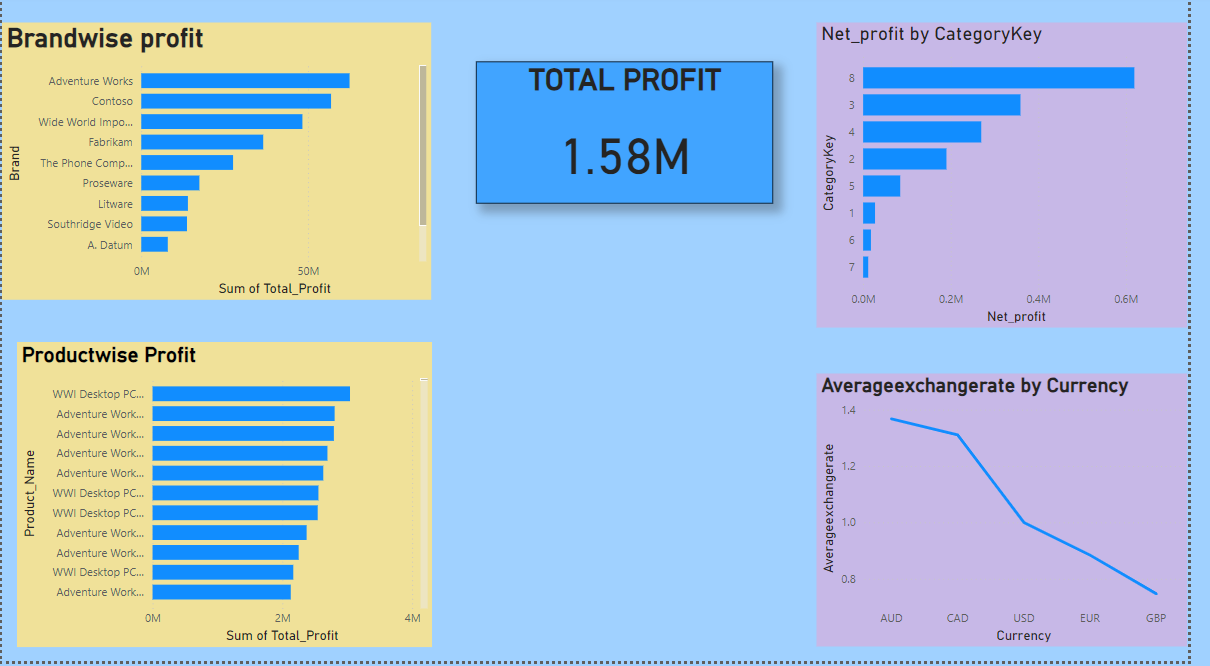 Brandwise profit
Brand
Adventure Works
Contoso
Wide World Impo...
Fabrikam
The Phone Comp...
Proseware
Litware
Southridge Video
A. Datum
0M 50M
Sum of Total_Profit
TOTAL PROFIT
1.58M
Net_profit by CategoryKey
CategoryKey
8
3
4
2
5
1
6
7
0.0M 0.2M 0.4M 0.6M
Net_profit
Productwise Profit
Product_Name
WWI Desktop PC...
Adventure Work...
Adventure Work...
Adventure Work...
Adventure Work...
WWI Desktop PC...
WWI Desktop PC...
Adventure Work...
Adventure Work...
WWI Desktop PC...
Adventure Work...
0M 2M 4M
Sum of Total_Profit
Averageexchangerate by Currency
Averageexchangerate
1.4
1.2
1.0
0.8
AUD CAD USD EUR GBP
Currency